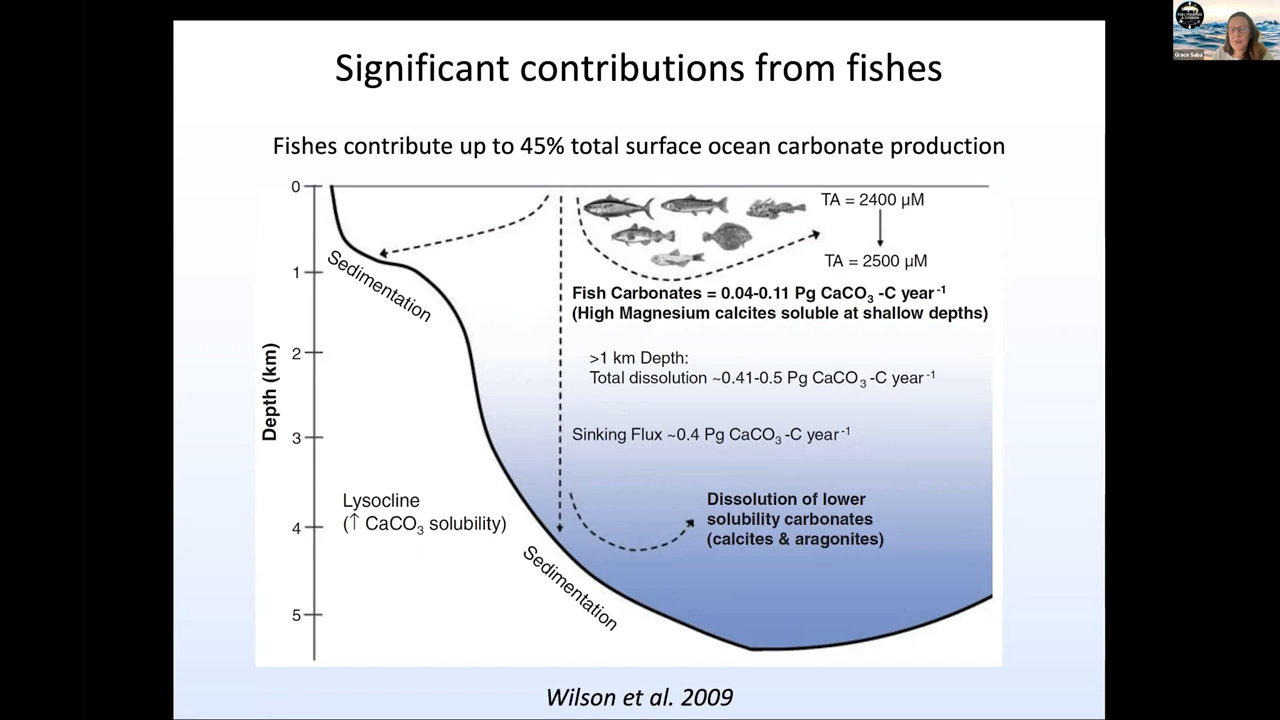 Significant contributions from fishes
Fishes contribute up to 45% total surface ocean carbonate production
0
1
2
3
4
5
Depth (km)
Sedimentation
TA = 2400 μM
TA = 2500 μM
Fish Carbonates = 0.04-0.11 Pg CaCO₃ -C year⁻¹
(High Magnesium calcites soluble at shallow depths)
>1 km Depth:
Total dissolution ~0.41-0.5 Pg CaCO₃ -C year⁻¹
Sinking Flux ~0.4 Pg CaCO₃ -C year⁻¹
Lysocline
(↑ CaCO₃ solubility)
Dissolution of lower
solubility carbonates
(calcites & aragonites)
Sedimentation
Wilson et al. 2009
Grace Saba